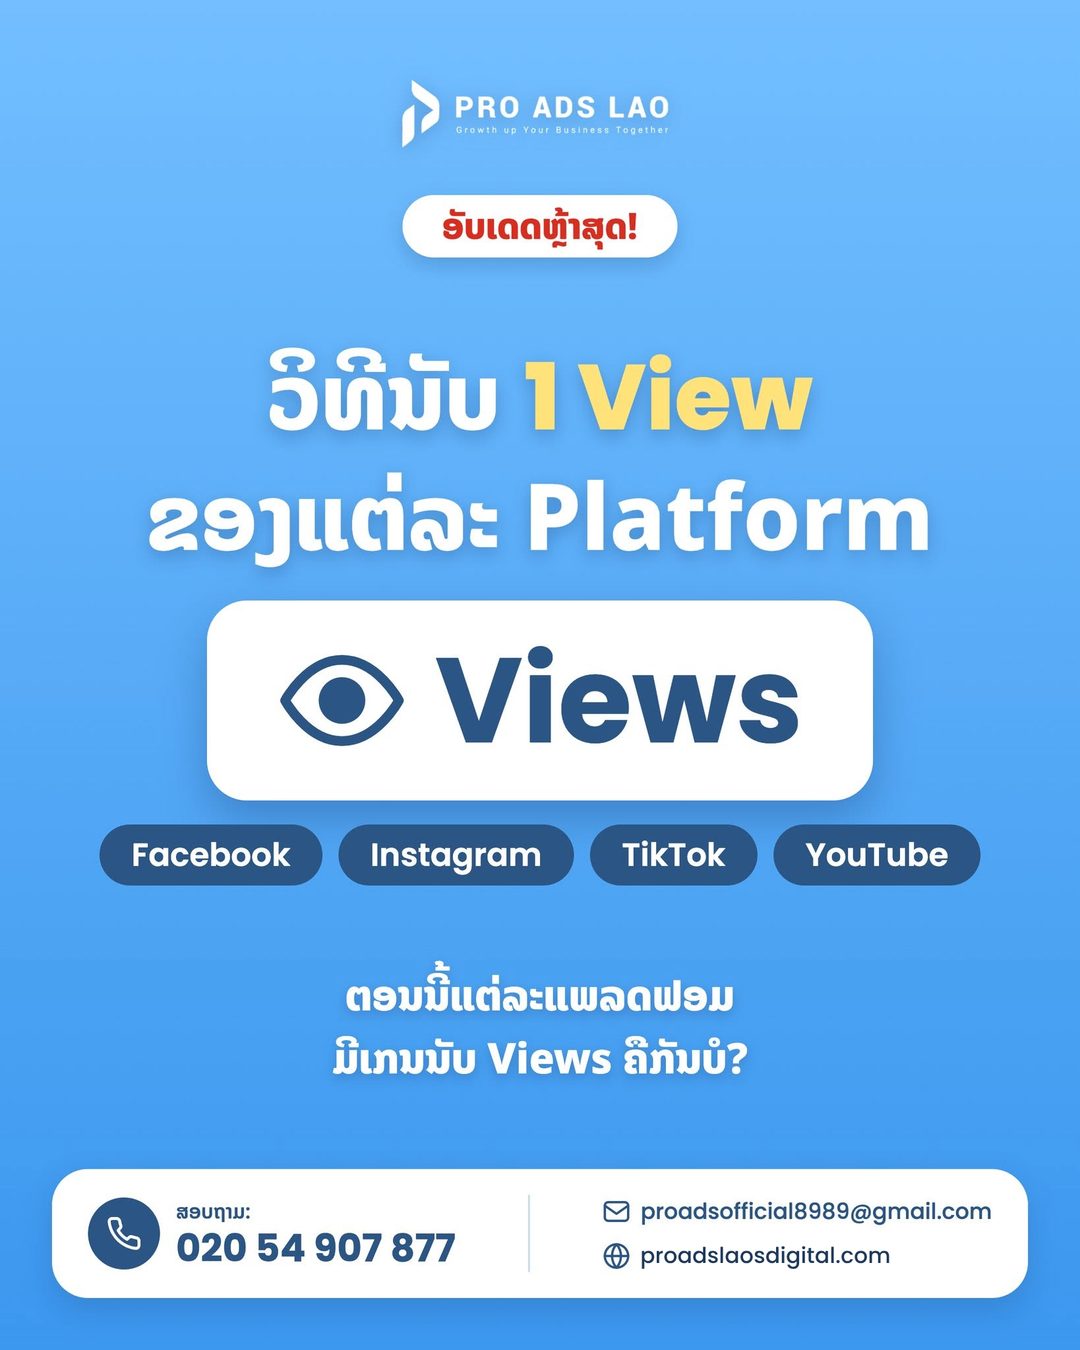 PRO ADS LAO
Growth up Your Business Together
ອັບເດດຫຼ້າສຸດ!
ວິທີນັບ 1 View
ຂອງແຕ່ລະ Platform
Views
Facebook Instagram TikTok YouTube
ຕອນນີ້ແຕ່ລະແພລດຟອມ
ມີເກນນັບ Views ຄືກັນບໍ?
ສອບຖາມ:
020 54 907 877
proadsofficial8989@gmail.com
proadslaosdigital.com